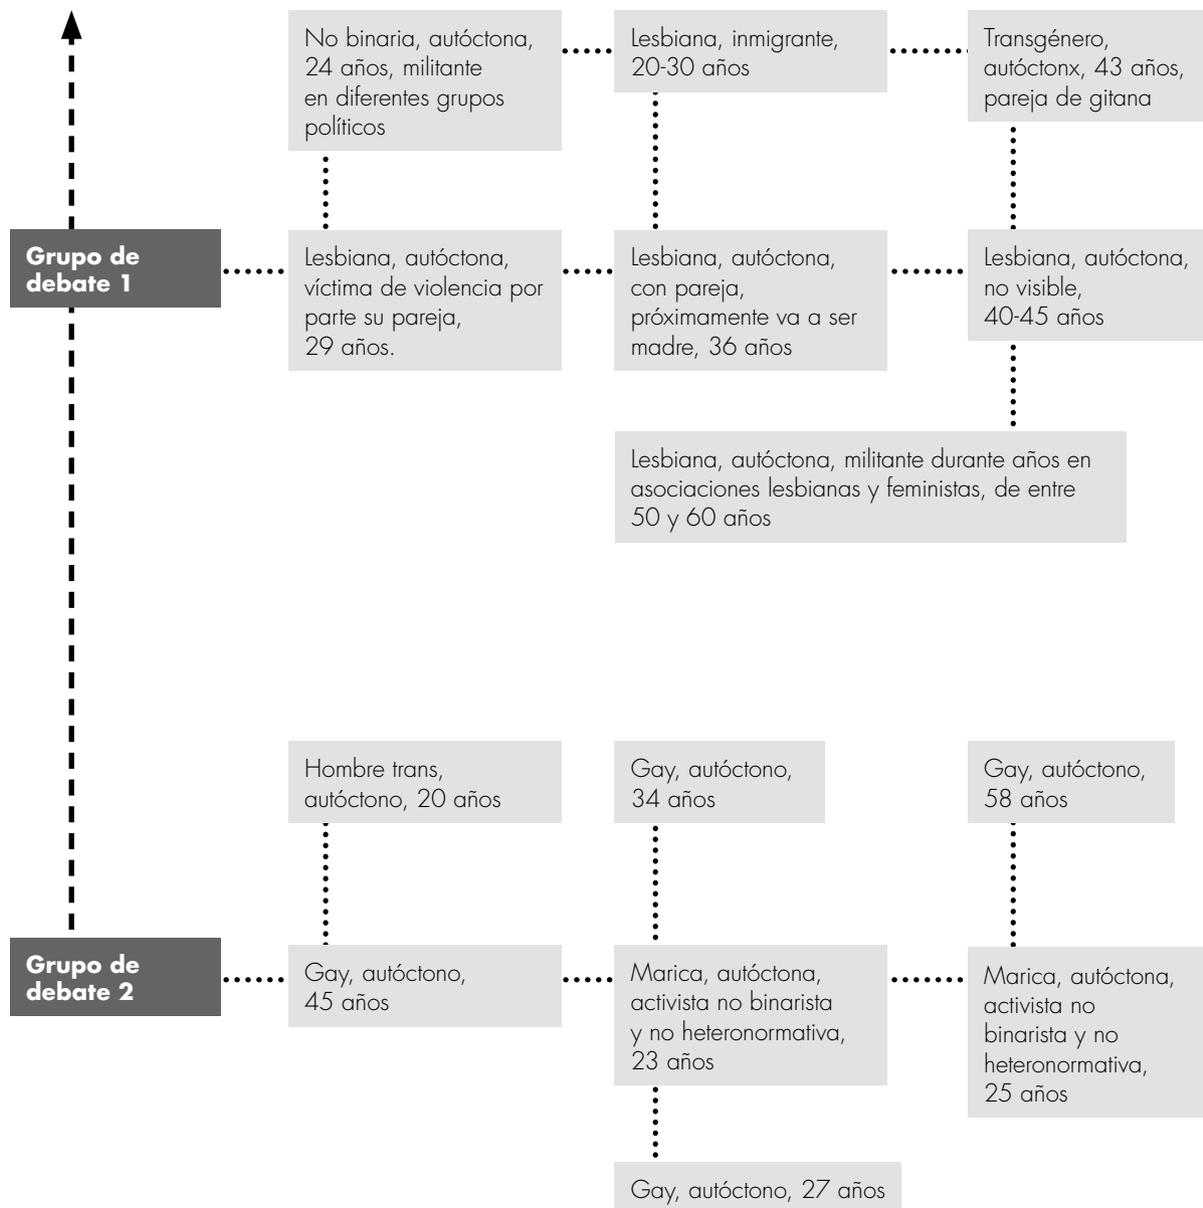 No binaria, autóctona,
24 años, militante
en diferentes grupos
políticos
Lesbiana, inmigrante,
20-30 años
Transgénero,
autóctonx, 43 años,
pareja de gitana
Grupo de
debate 1
Lesbiana, autóctona,
víctima de violencia por
parte su pareja,
29 años.
Lesbiana, autóctona,
con pareja,
próximamente va a ser
madre, 36 años
Lesbiana, autóctona,
no visible,
40-45 años
Lesbiana, autóctona, militante durante años en
asociaciones lesbianas y feministas, de entre
50 y 60 años
Hombre trans,
autóctono, 20 años
Gay, autóctono,
34 años
Gay, autóctono,
58 años
Grupo de
debate 2
Gay, autóctono,
45 años
Marica, autóctona,
activista no binarista
y no heteronormativa,
23 años
Marica, autóctona,
activista no
binarista y no
heteronormativa,
25 años
Gay, autóctono, 27 años